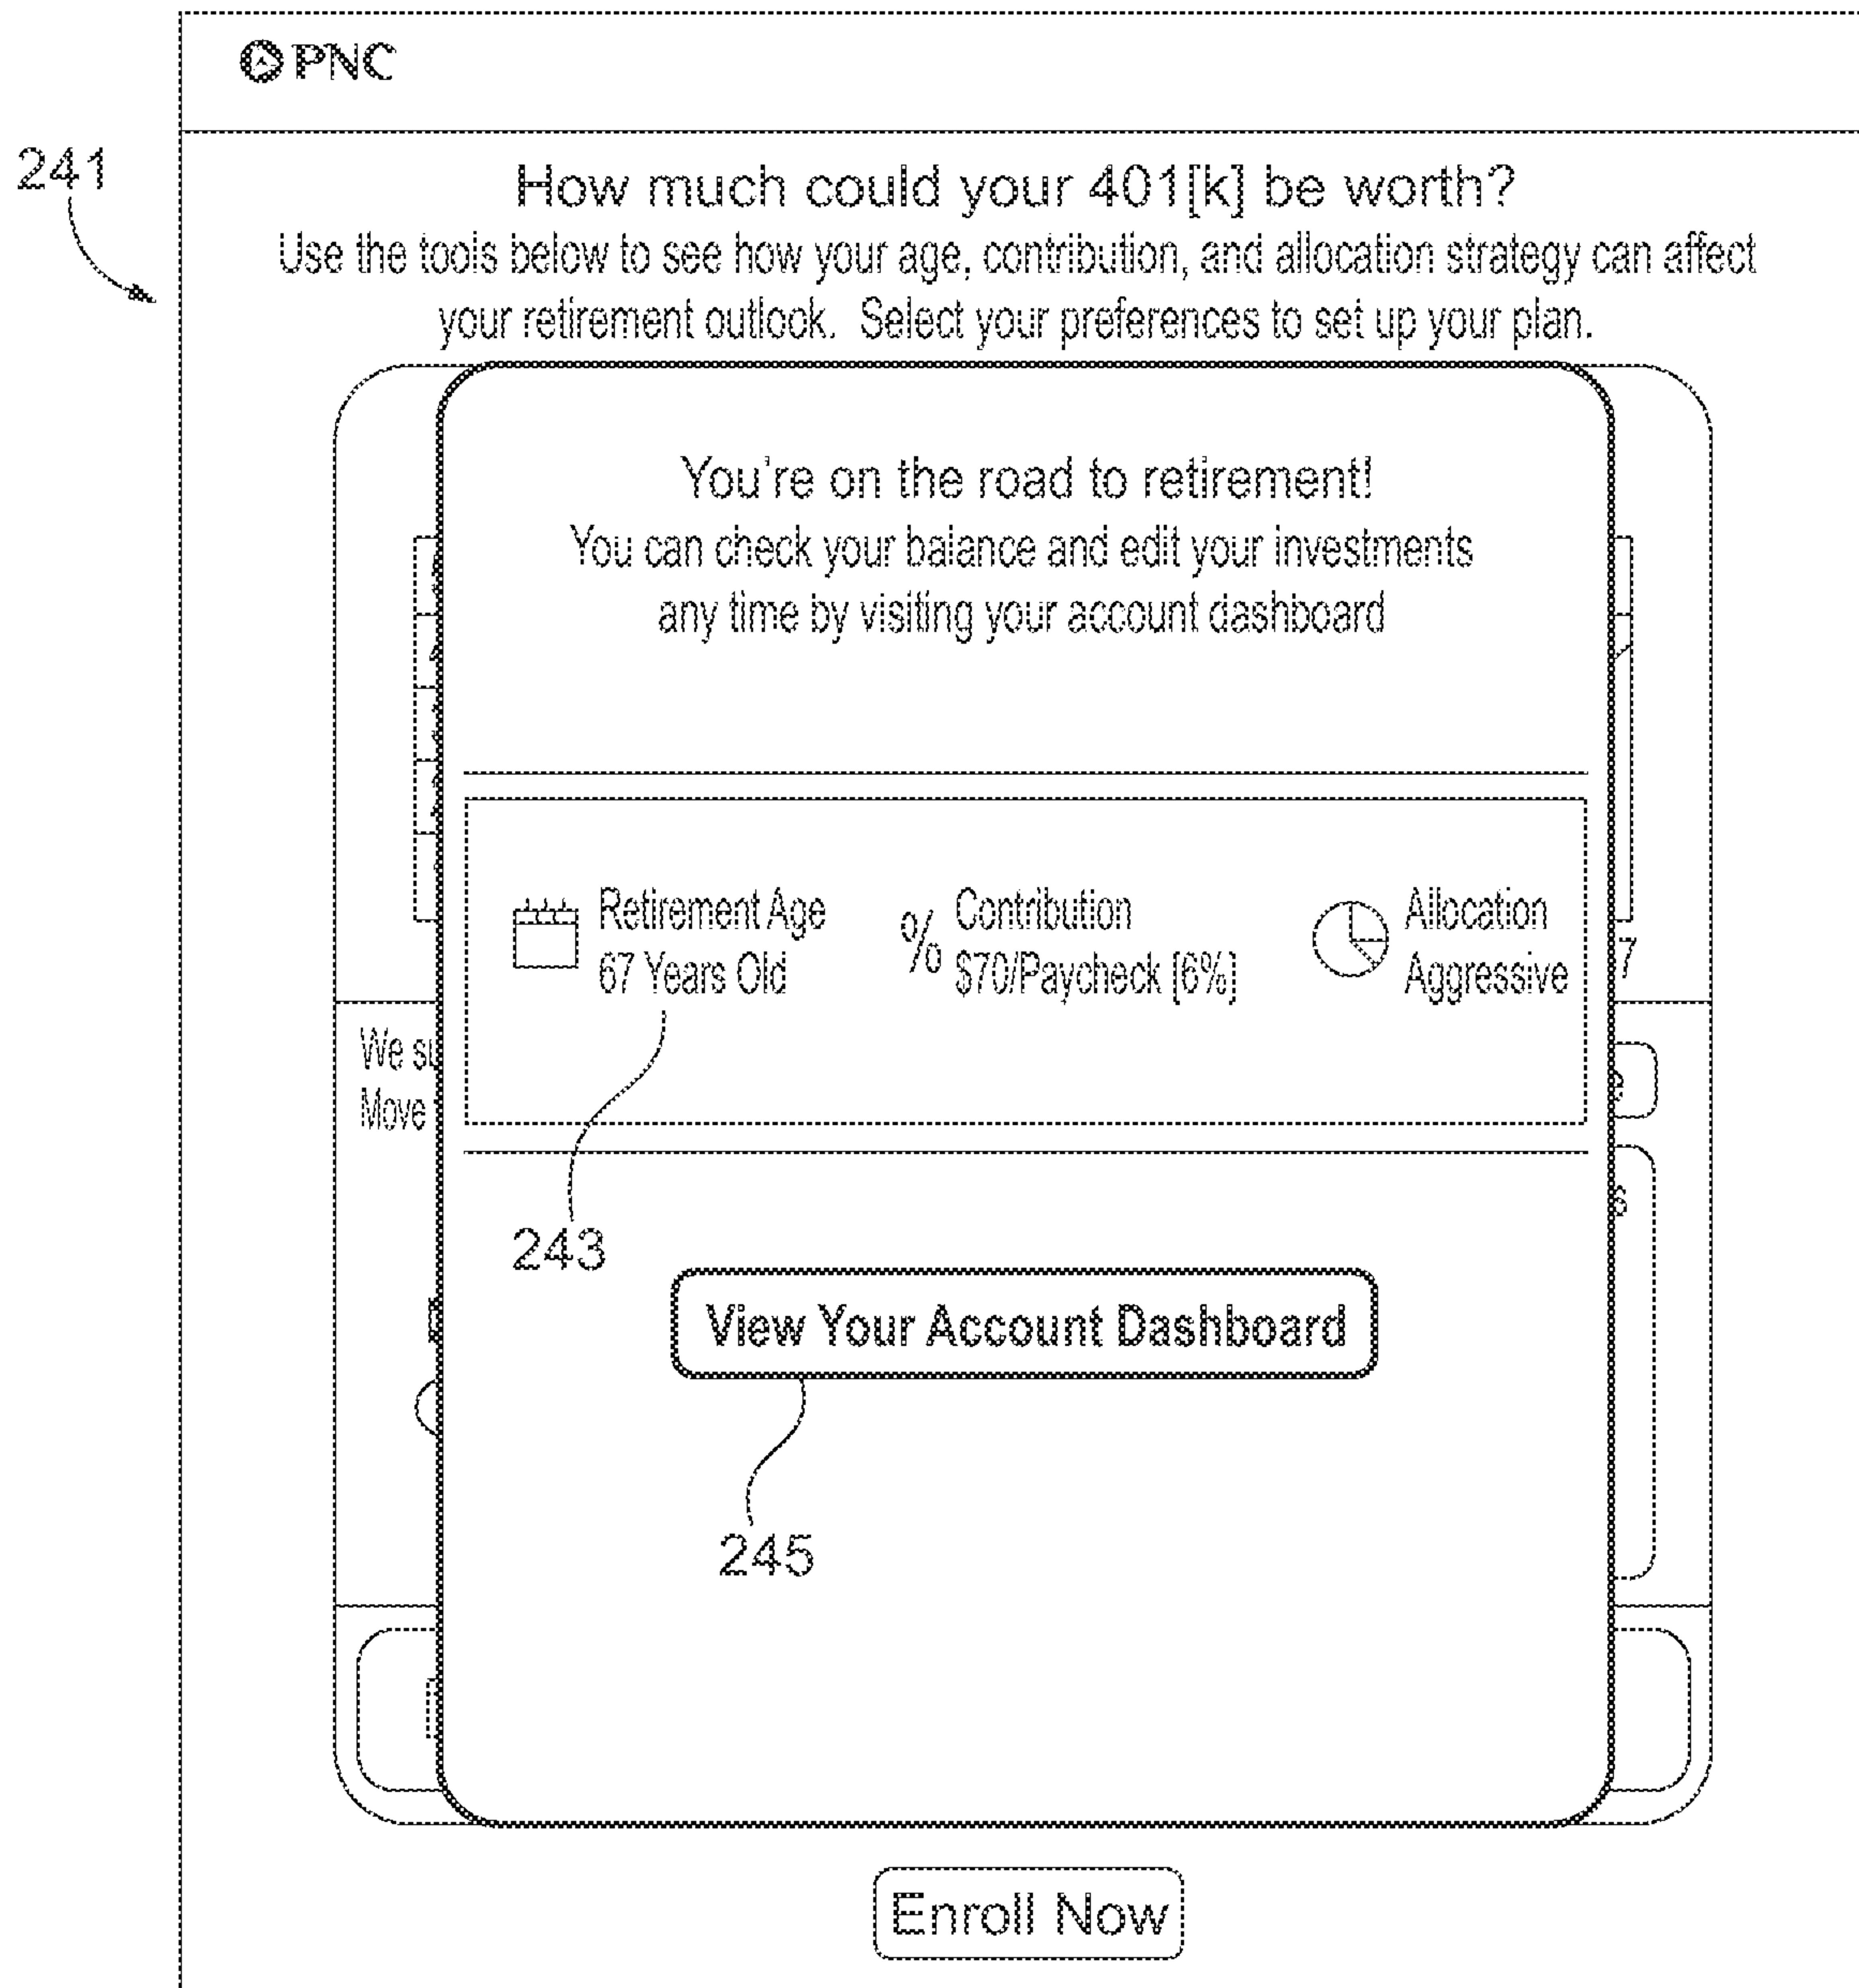 PNC
241
How much could your 401[k] be worth?
Use the tools below to see how your age, contribution, and allocation strategy can affect
your retirement outlook. Select your preferences to set up your plan.
You're on the road to retirement!
You can check your balance and edit your investments
any time by visiting your account dashboard
Retirement Age
67 Years Old
% Contribution
$70/Paycheck [6%]
Allocation
Aggressive
7
We
Move
6
243
View Your Account Dashboard
245
Enroll Now